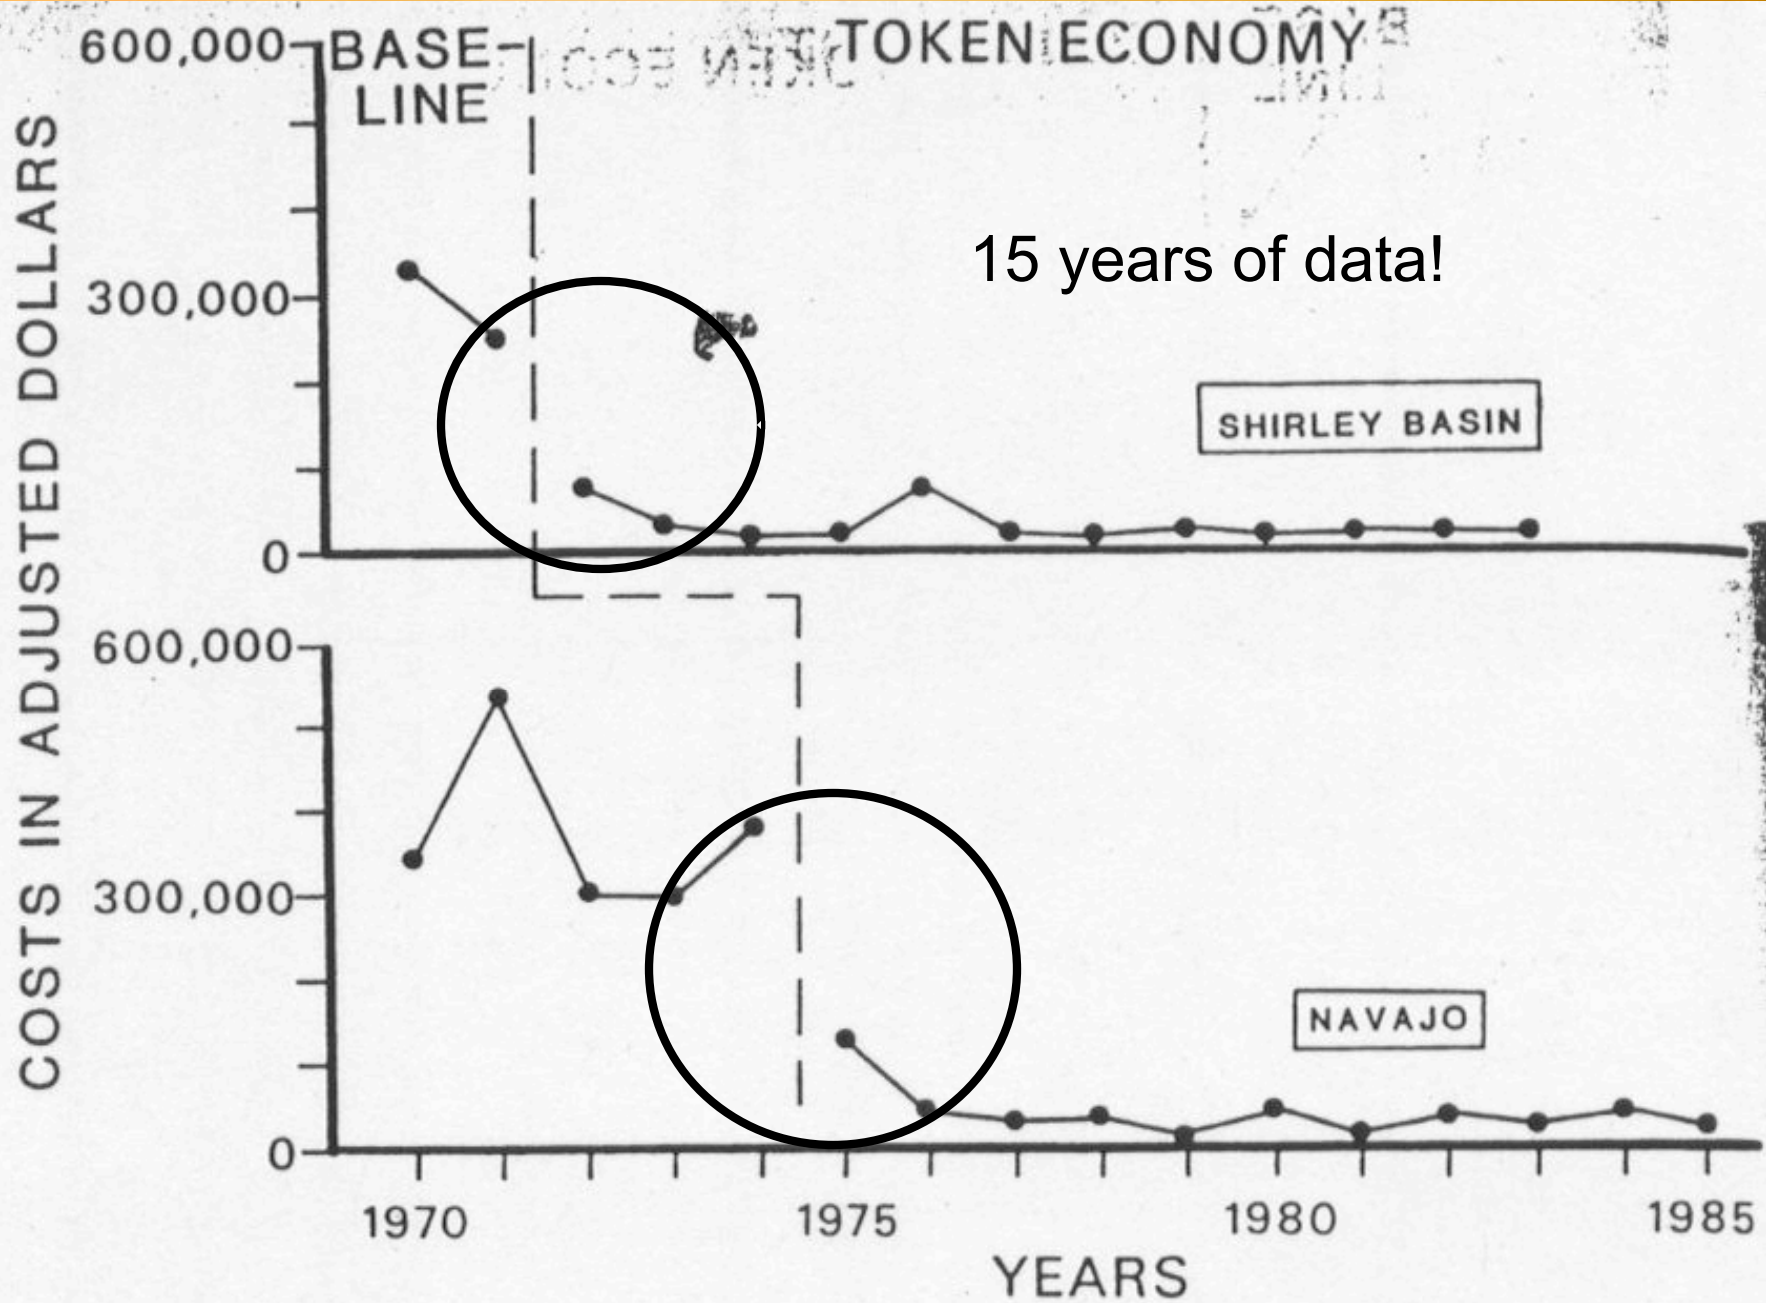 COSTS IN ADJUSTED DOLLARS
600,000
BASE-
LINE
TOKEN ECONOMY
15 years of data!
300,000
SHIRLEY BASIN
0
600,000
300,000
NAVAJO
0
1970 1975 1980 1985
YEARS